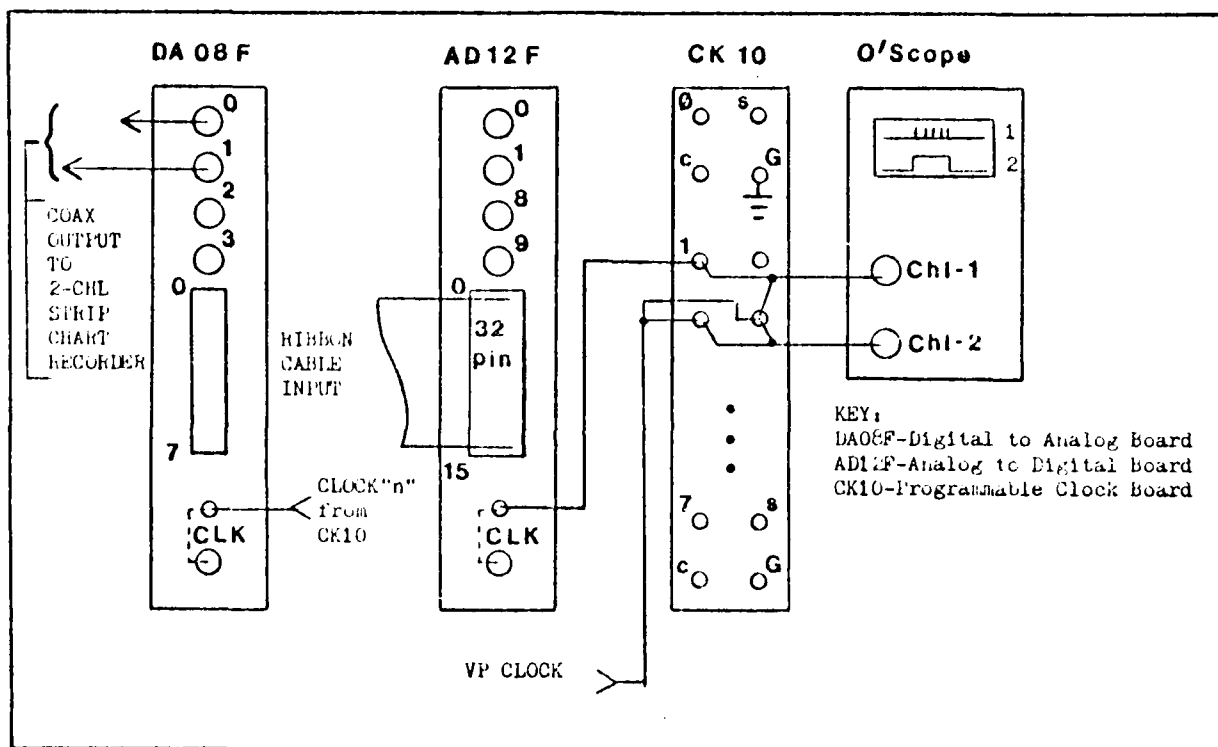 DA 08 F
AD 12 F
CK 10
O'Scope
0
1
2
3
0
7
CLK
COAX
OUTPUT
TO
2-CHL
STRIP
CHART
RECORDER
CLOCK"n"
from
CK10
RIBBON
CABLE
INPUT
0
1
8
9
0
32
pin
15
CLK
Ø
s
c
G
1
7
s
c
G
VP CLOCK
1
2
Chl-1
Chl-2
KEY:
DA08F-Digital to Analog Board
AD12F-Analog to Digital Board
CK10-Programmable Clock Board